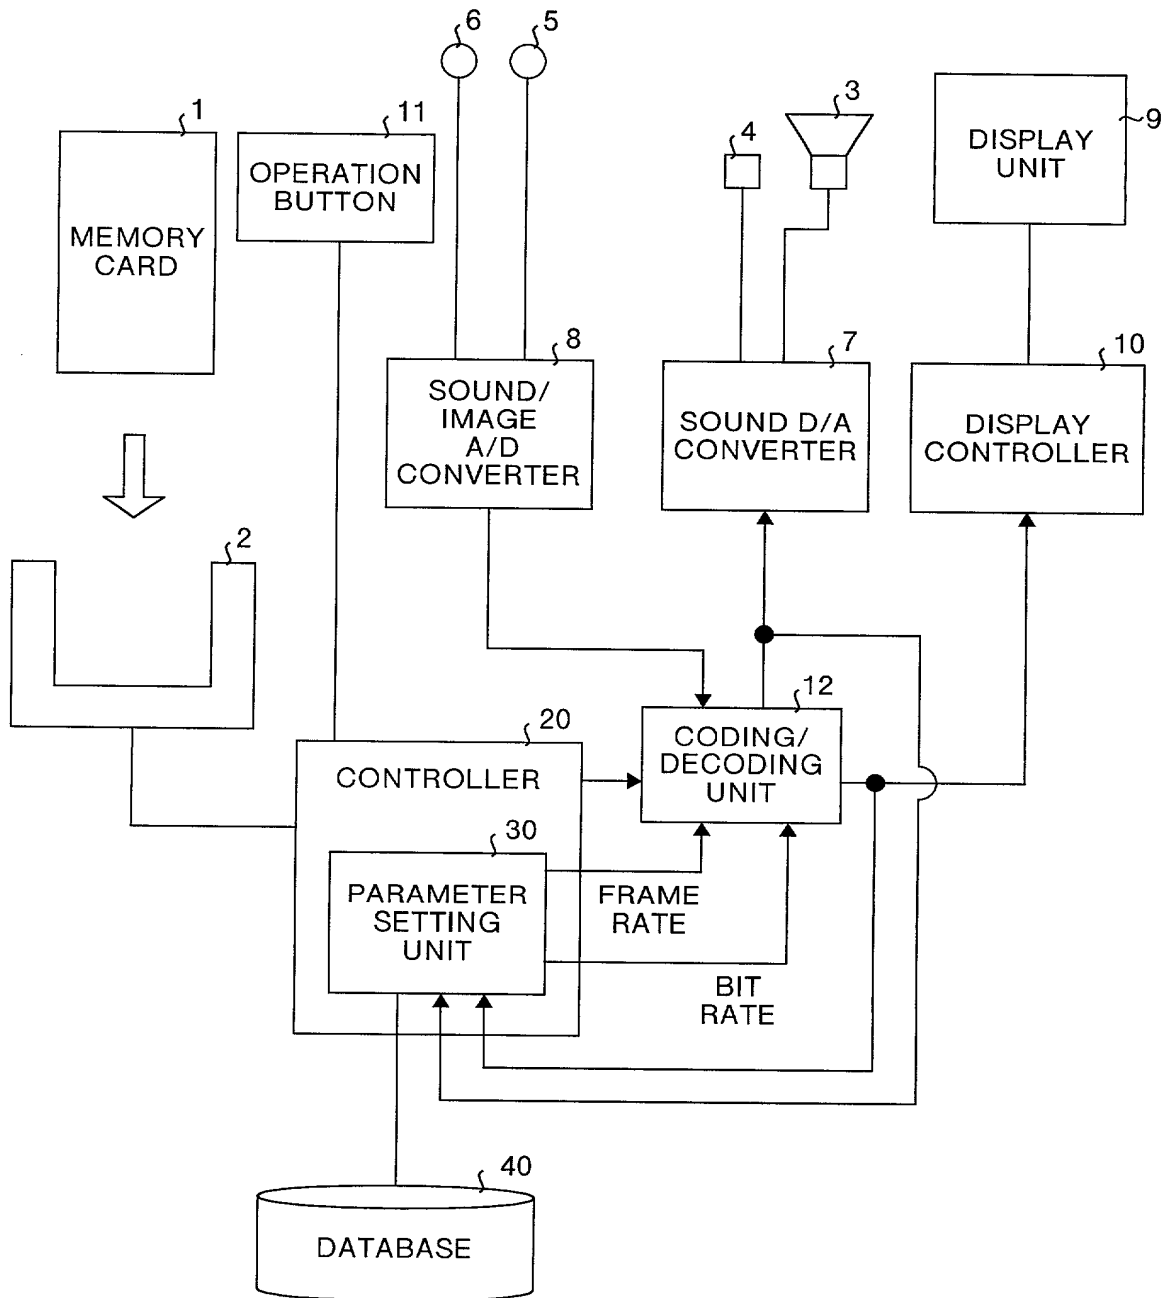 6
5
1
11
3
4
9
MEMORY
CARD
OPERATION
BUTTON
DISPLAY
UNIT
8
7
10
SOUND/
IMAGE
A/D
CONVERTER
SOUND D/A
CONVERTER
DISPLAY
CONTROLLER
2
12
20
CODING/
DECODING
UNIT
CONTROLLER
30
PARAMETER
SETTING
UNIT
FRAME
RATE
BIT
RATE
40
DATABASE